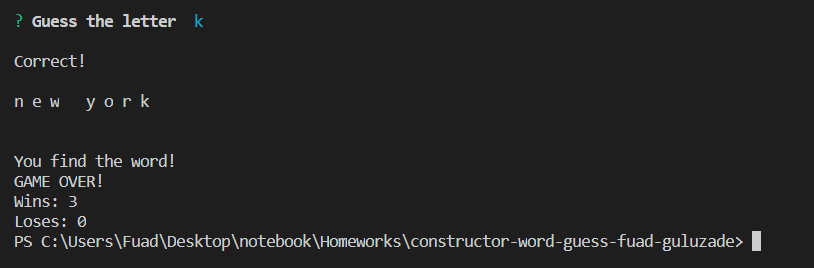 ? Guess the letter  k
Correct!
n e w   y o r k
You find the word!
GAME OVER!
Wins: 3
Loses: 0
PS C:\Users\Fuad\Desktop\notebook\Homeworks\constructor-word-guess-fuad-guluzade>